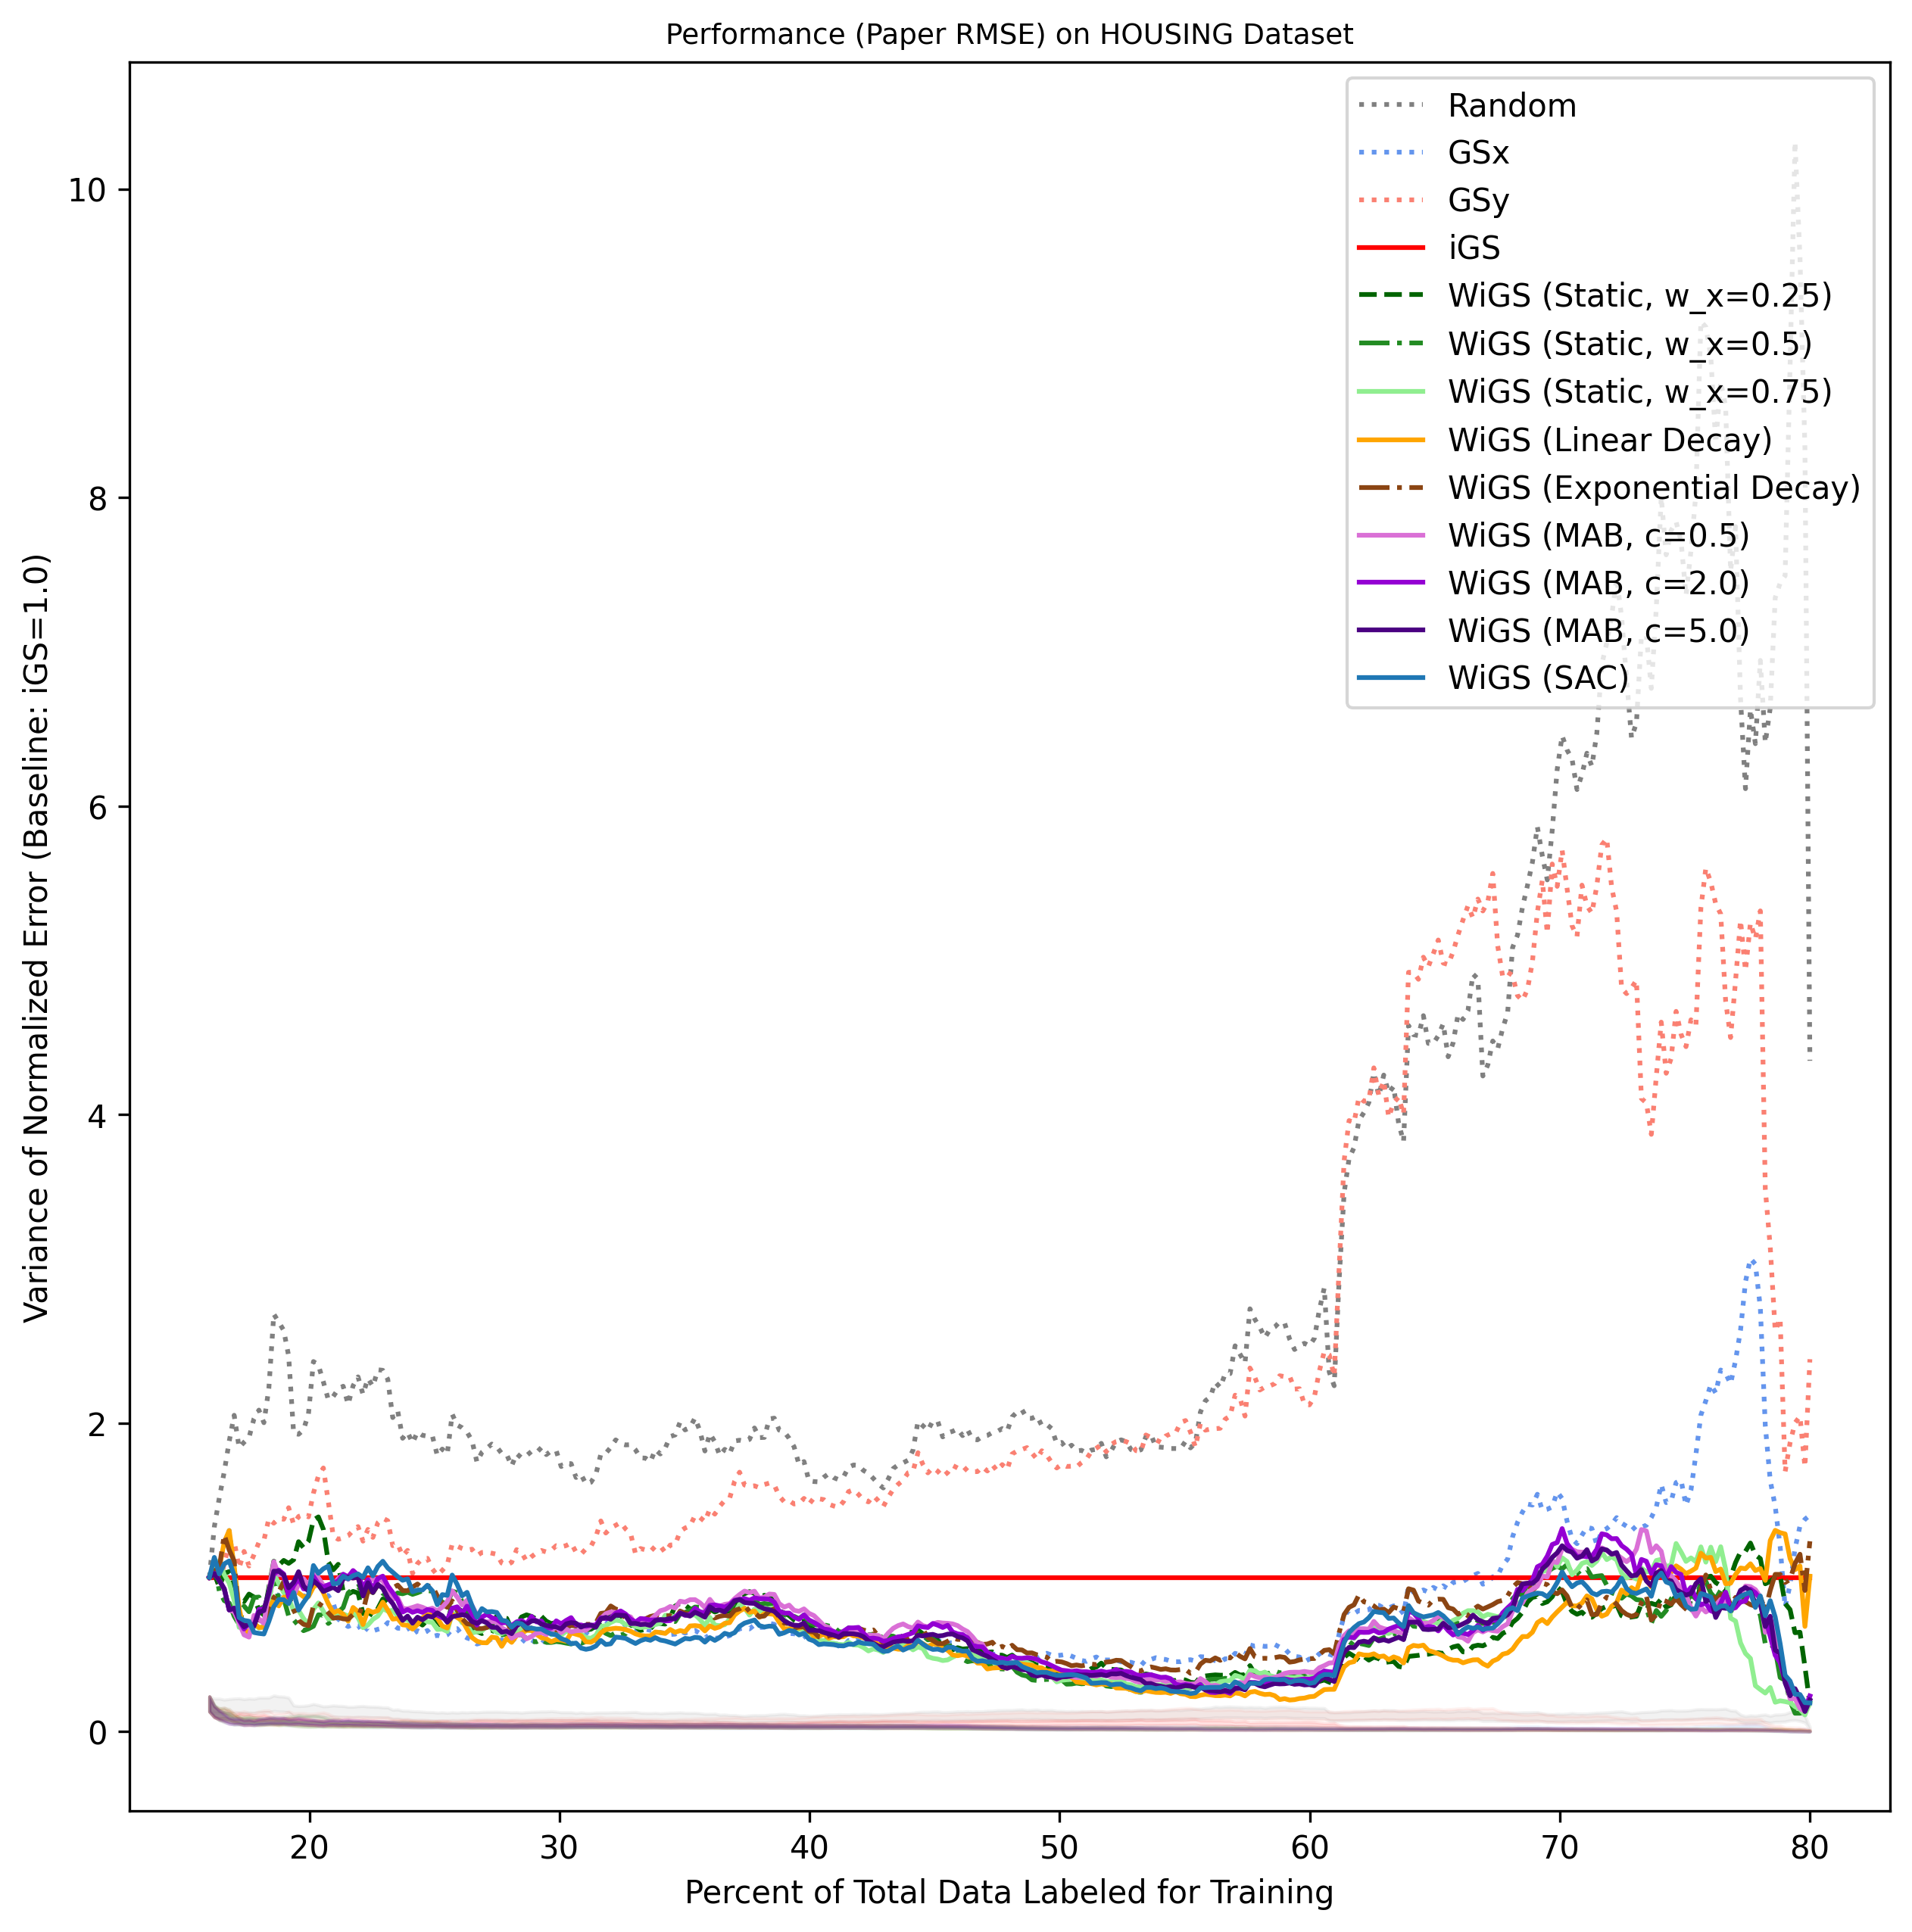 Performance (Paper RMSE) on HOUSING Dataset
Variance of Normalized Error (Baseline: iGS=1.0)
10
8
6
4
2
0
Random
GSx
GSy
iGS
WiGS (Static, w_x=0.25)
WiGS (Static, w_x=0.5)
WiGS (Static, w_x=0.75)
WiGS (Linear Decay)
WiGS (Exponential Decay)
WiGS (MAB, c=0.5)
WiGS (MAB, c=2.0)
WiGS (MAB, c=5.0)
WiGS (SAC)
20 30 40 50 60 70 80
Percent of Total Data Labeled for Training